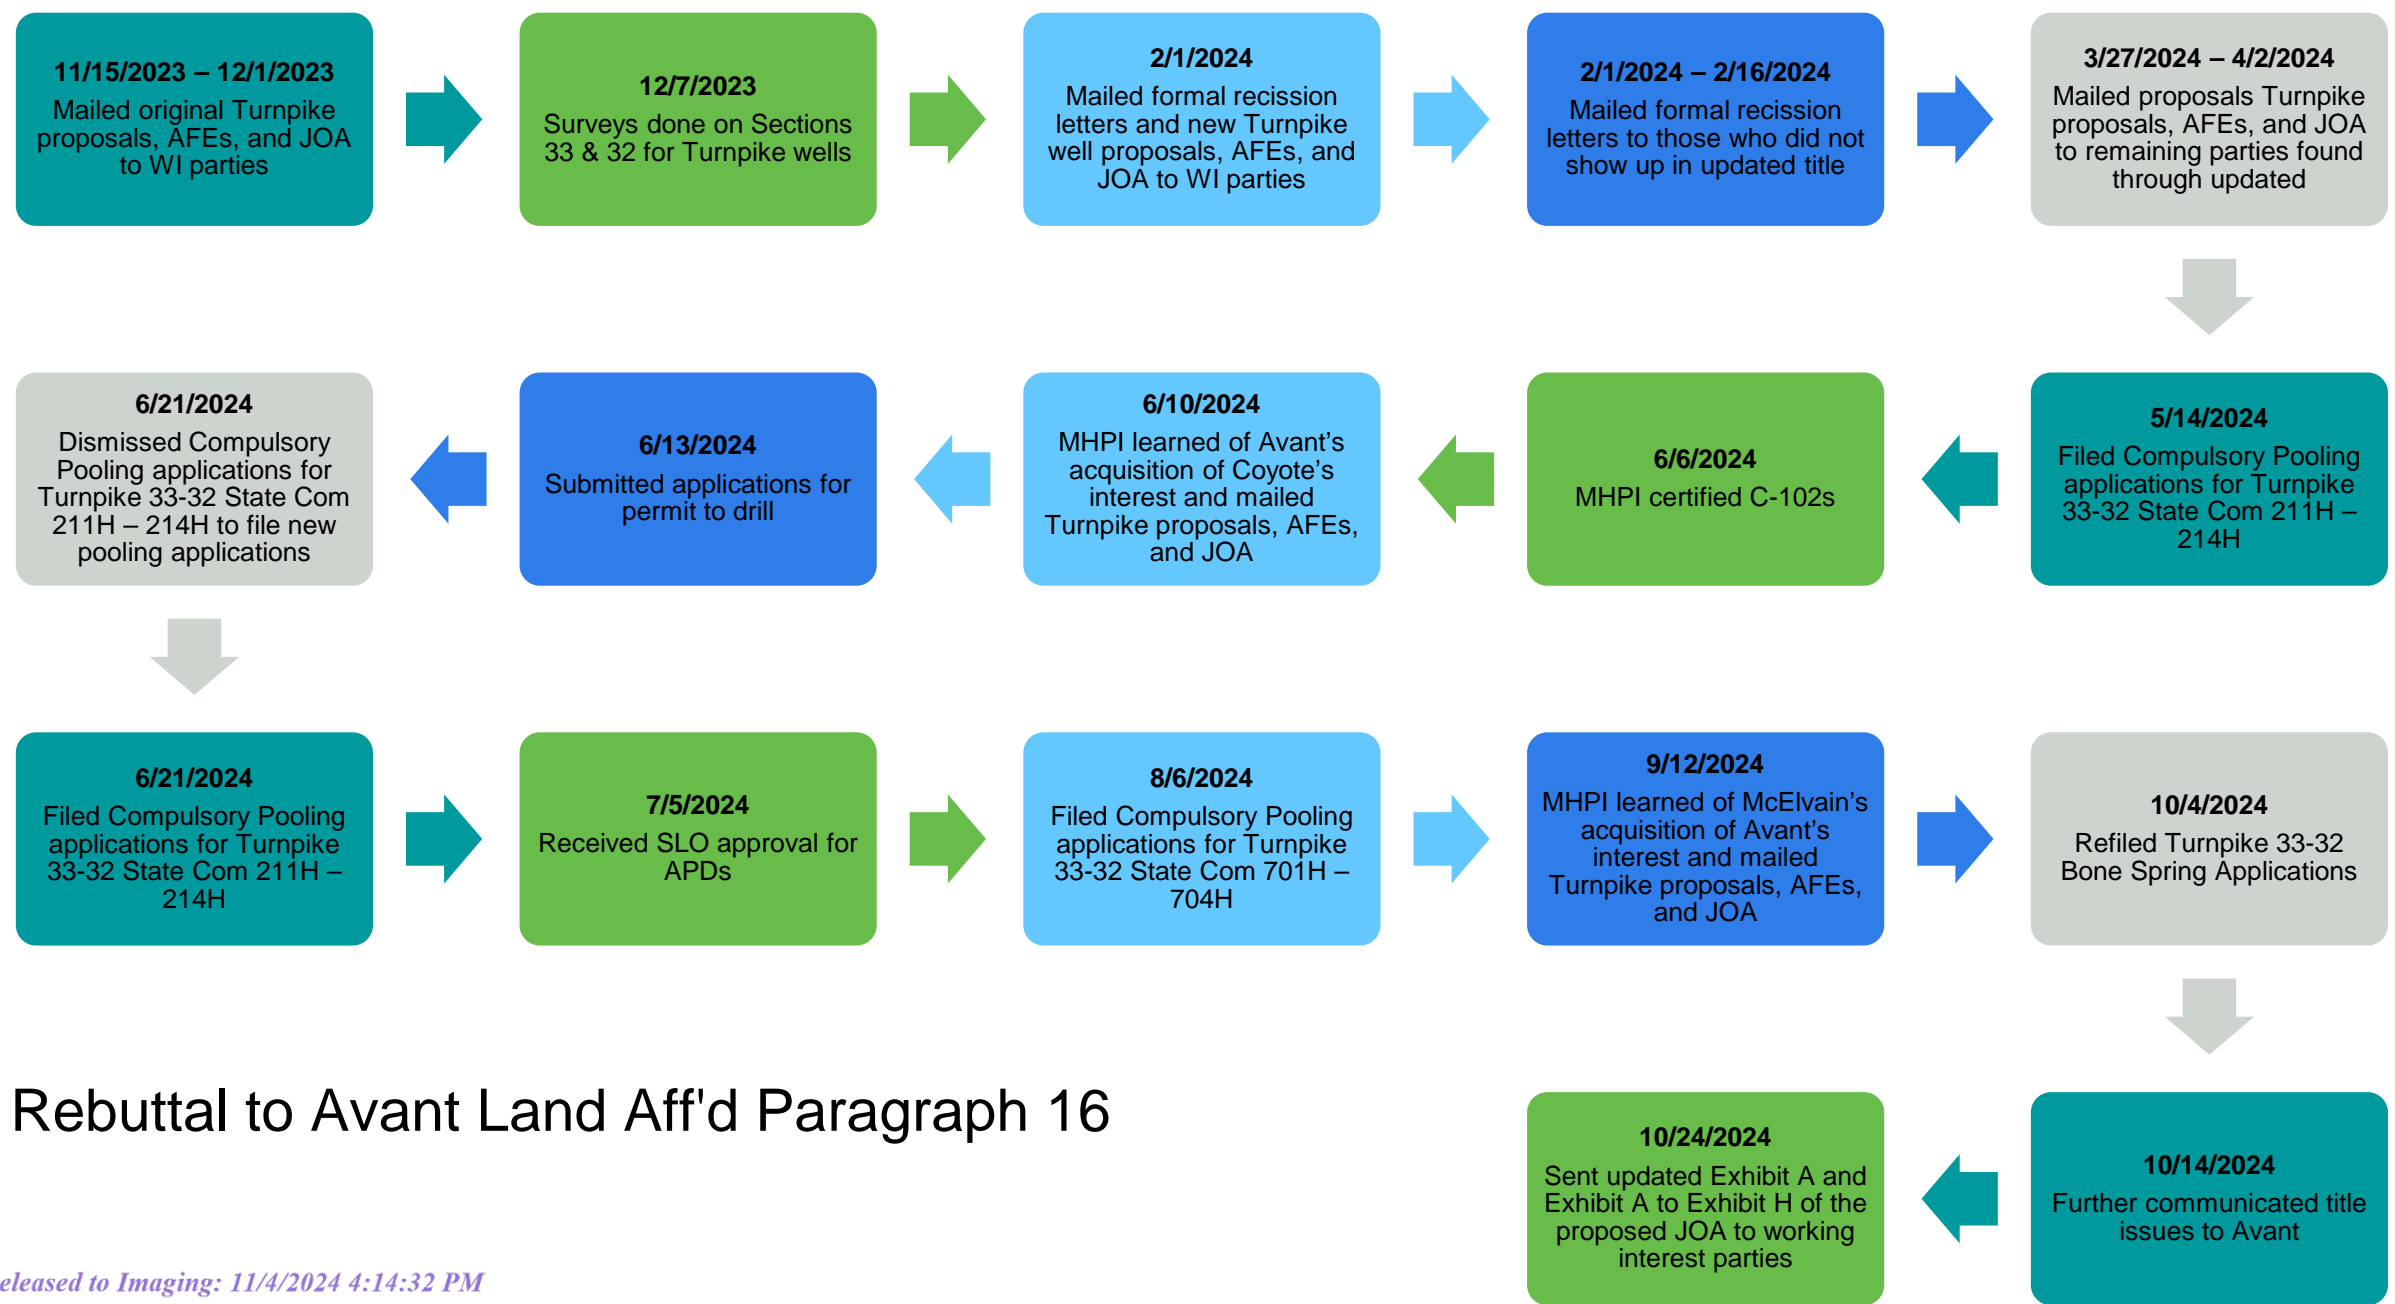 11/15/2023 – 12/1/2023
Mailed original Turnpike
proposals, AFEs, and JOA
to WI parties
12/7/2023
Surveys done on Sections
33 & 32 for Turnpike wells
2/1/2024
Mailed formal recission
letters and new Turnpike
well proposals, AFEs, and
JOA to WI parties
2/1/2024 – 2/16/2024
Mailed formal recission
letters to those who did not
show up in updated title
3/27/2024 – 4/2/2024
Mailed proposals Turnpike
proposals, AFEs, and JOA
to remaining parties found
through updated
5/14/2024
Filed Compulsory Pooling
applications for Turnpike
33-32 State Com 211H –
214H
6/6/2024
MHPI certified C-102s
6/10/2024
MHPI learned of Avant’s
acquisition of Coyote’s
interest and mailed
Turnpike proposals, AFEs,
and JOA
6/13/2024
Submitted applications for
permit to drill
6/21/2024
Dismissed Compulsory
Pooling applications for
Turnpike 33-32 State Com
211H – 214H to file new
pooling applications
6/21/2024
Filed Compulsory Pooling
applications for Turnpike
33-32 State Com 211H –
214H
7/5/2024
Received SLO approval for
APDs
8/6/2024
Filed Compulsory Pooling
applications for Turnpike
33-32 State Com 701H –
704H
9/12/2024
MHPI learned of McElvain’s
acquisition of Avant’s
interest and mailed
Turnpike proposals, AFEs,
and JOA
10/4/2024
Refiled Turnpike 33-32
Bone Spring Applications
10/14/2024
Further communicated title
issues to Avant
10/24/2024
Sent updated Exhibit A and
Exhibit A to Exhibit H of the
proposed JOA to working
interest parties
Rebuttal to Avant Land Aff'd Paragraph 16
eleased to Imaging: 11/4/2024 4:14:32 PM